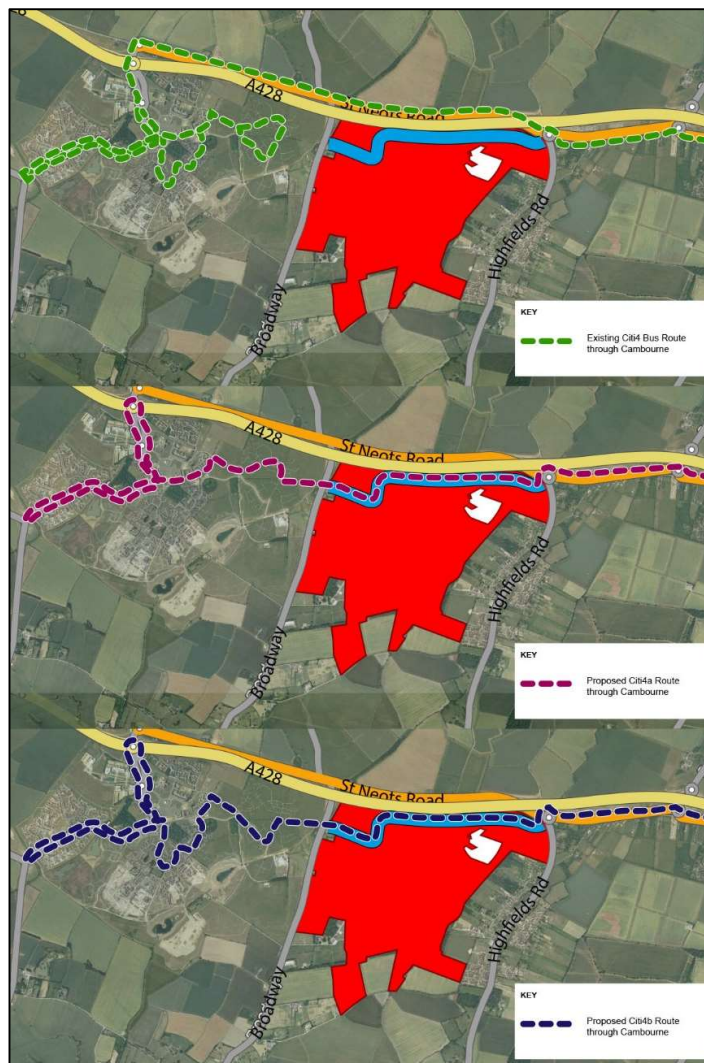 A428
St Neots Road
Highfields Rd
Broadway
KEY
Existing Citi4 Bus Route
through Cambourne
A428
St Neots Road
Highfields Rd
Broadway
KEY
Proposed Citi4a Route
through Cambourne
A428
St Neots Road
Highfields Rd
Broadway
KEY
Proposed Citi4b Route
through Cambourne